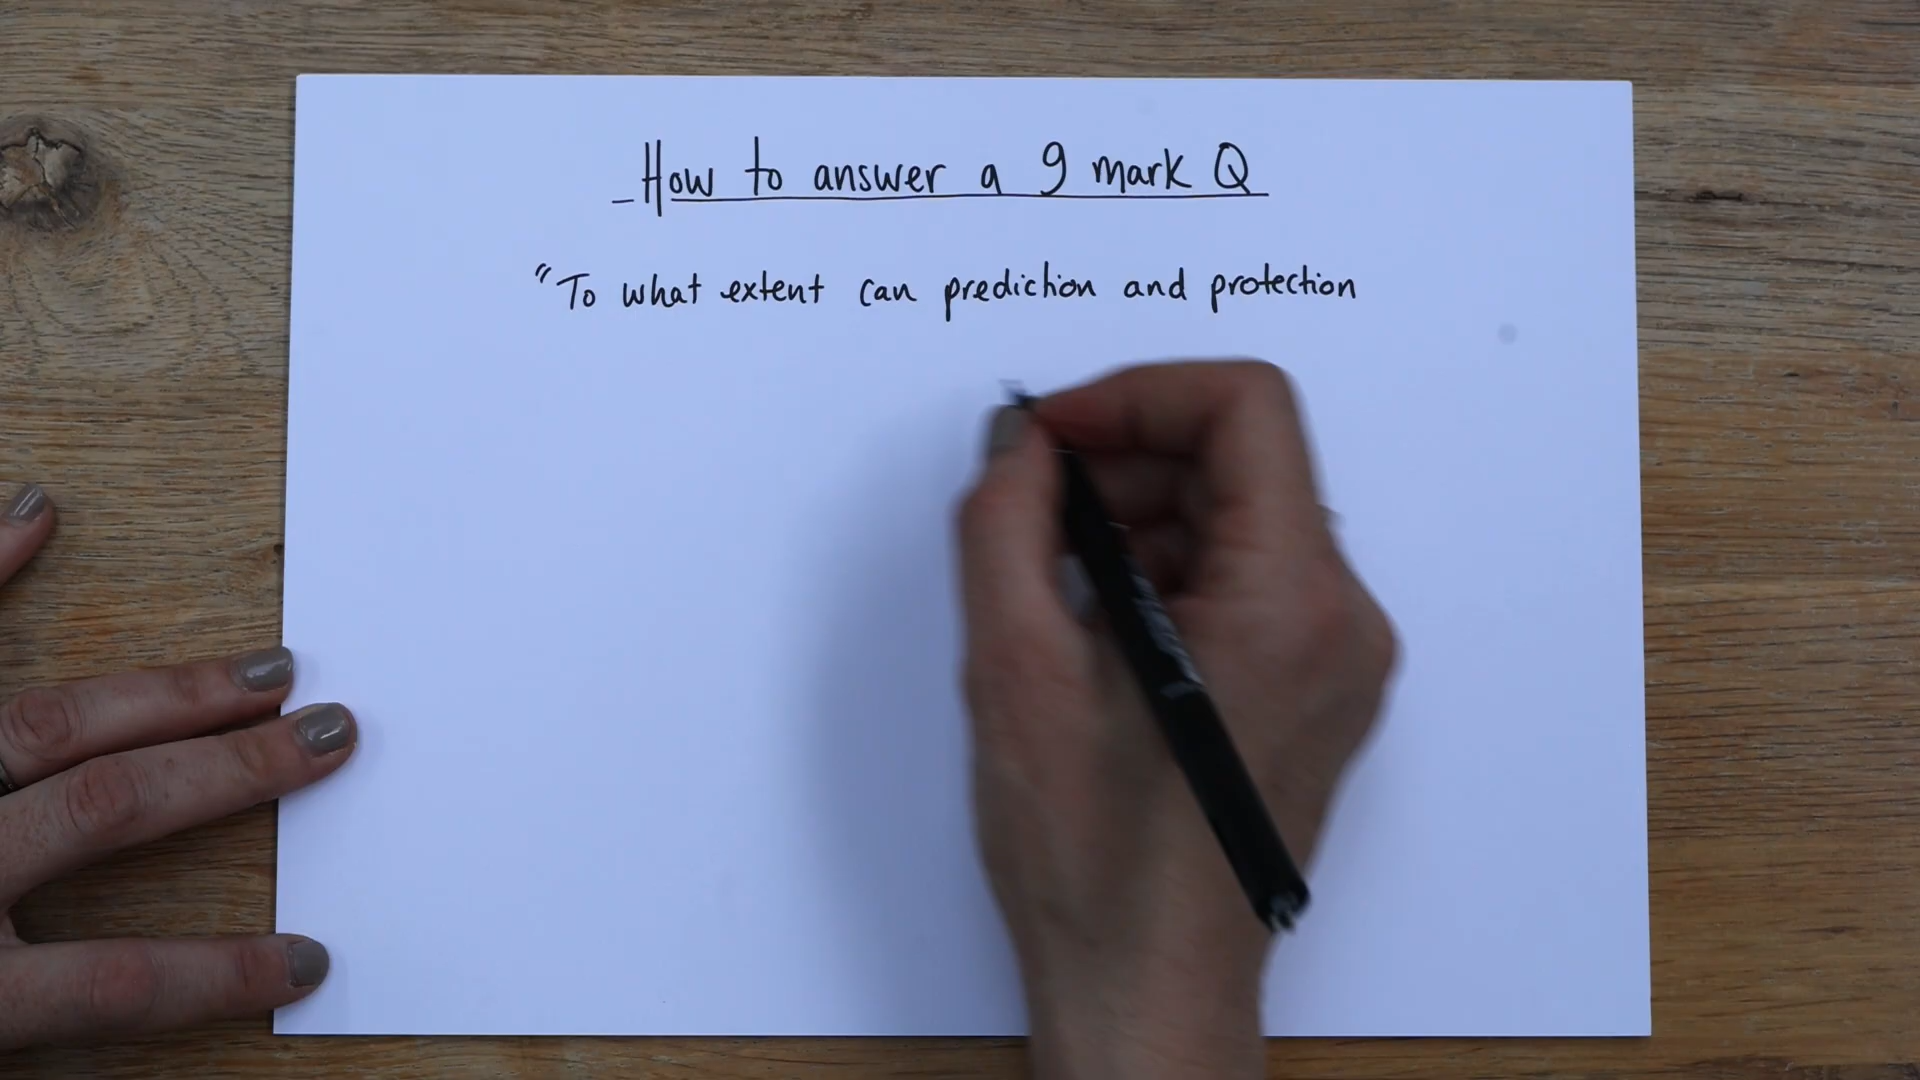 How to answer a 9 mark Q
"To what extent can prediction and protection